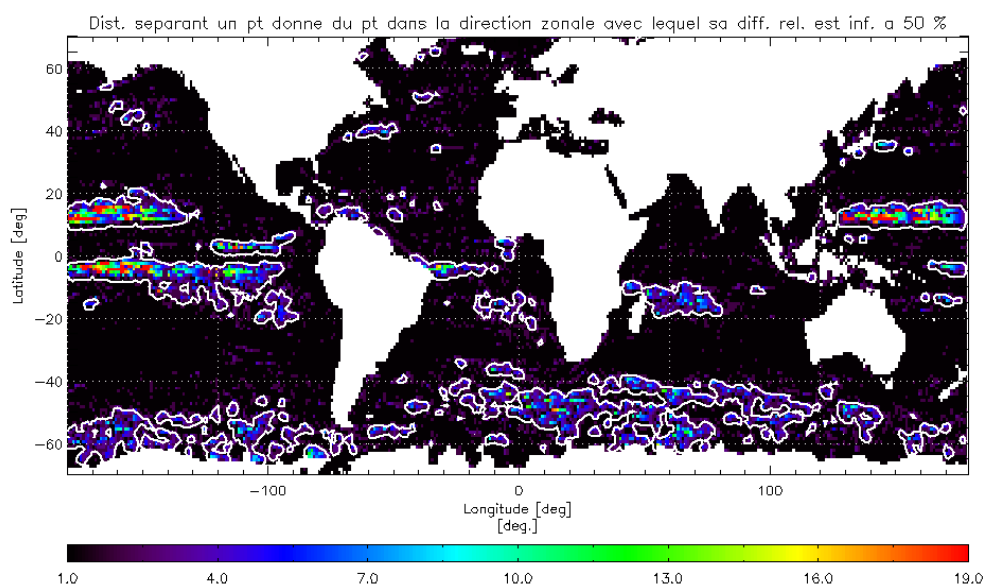 Dist. separant un pt donne du pt dans la direction zonale avec lequel sa diff. rel. est inf. a 50 %
60
40
20
0
−20
−40
−60
Latitude [deg]
−100 0 100
Longitude [deg]
[deg.]
1.0 4.0 7.0 10.0 13.0 16.0 19.0